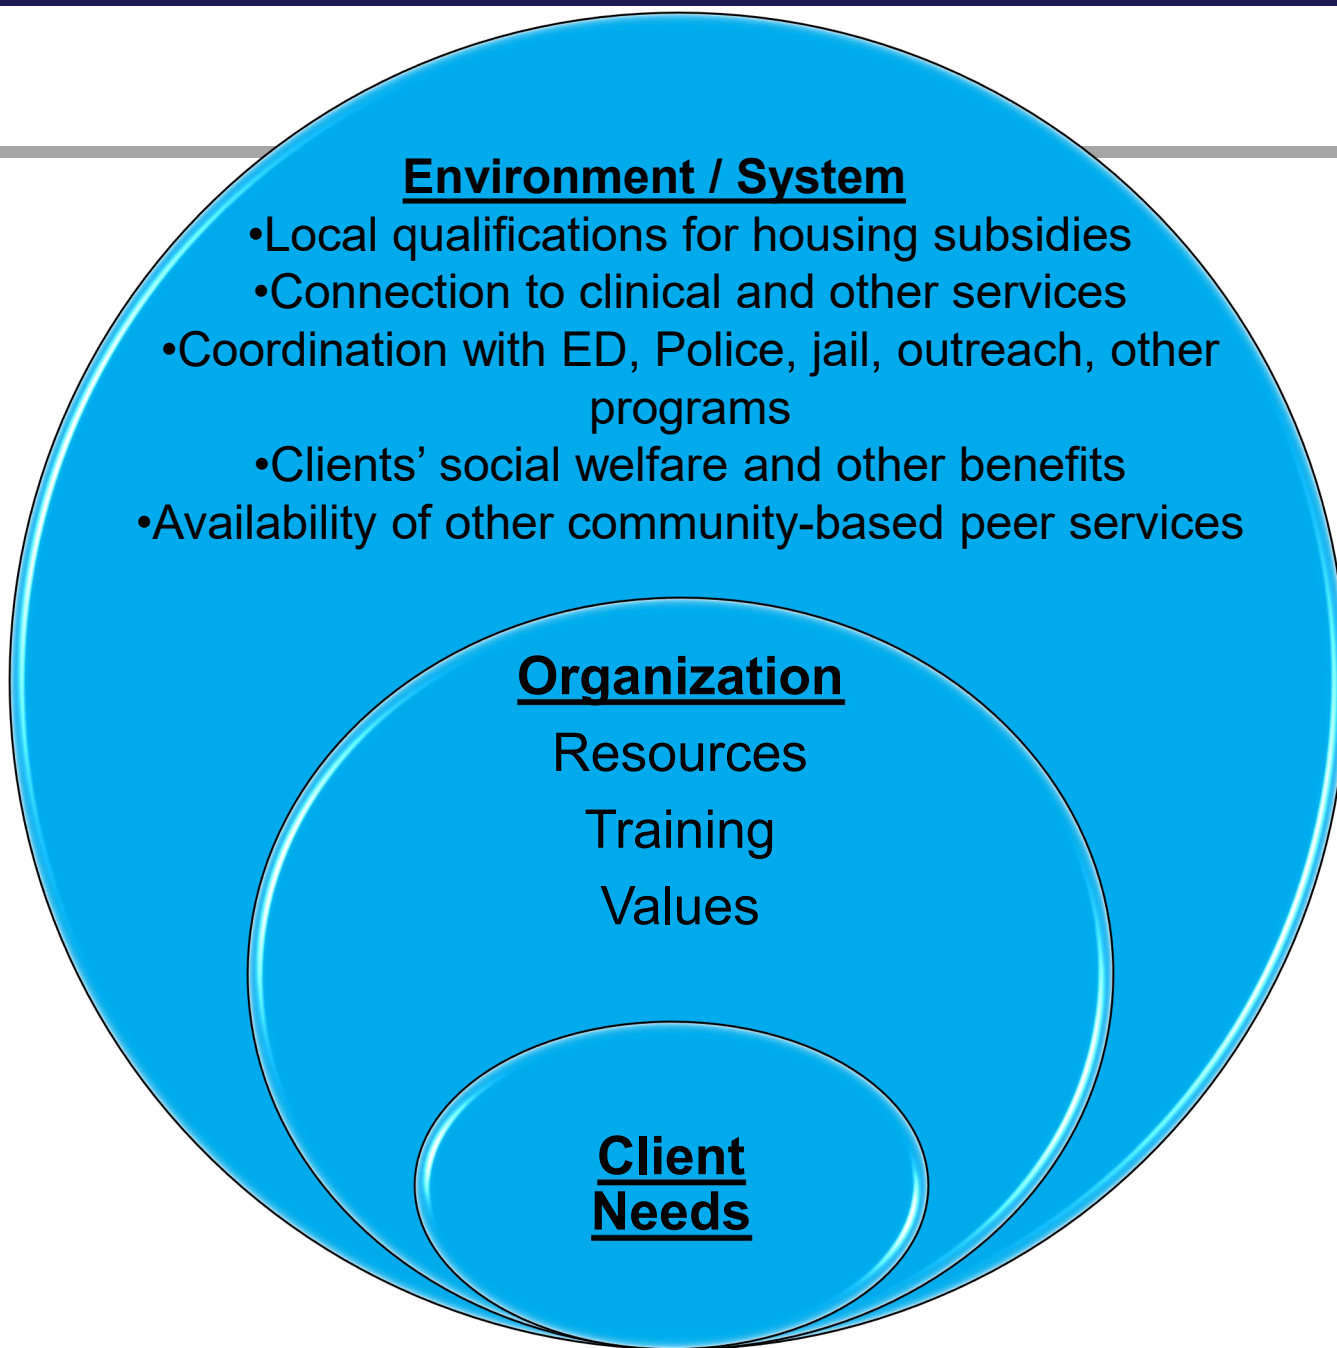 Environment / System
•Local qualifications for housing subsidies
•Connection to clinical and other services
•Coordination with ED, Police, jail, outreach, other
programs
•Clients’ social welfare and other benefits
•Availability of other community-based peer services
Organization
Resources
Training
Values
Client
Needs